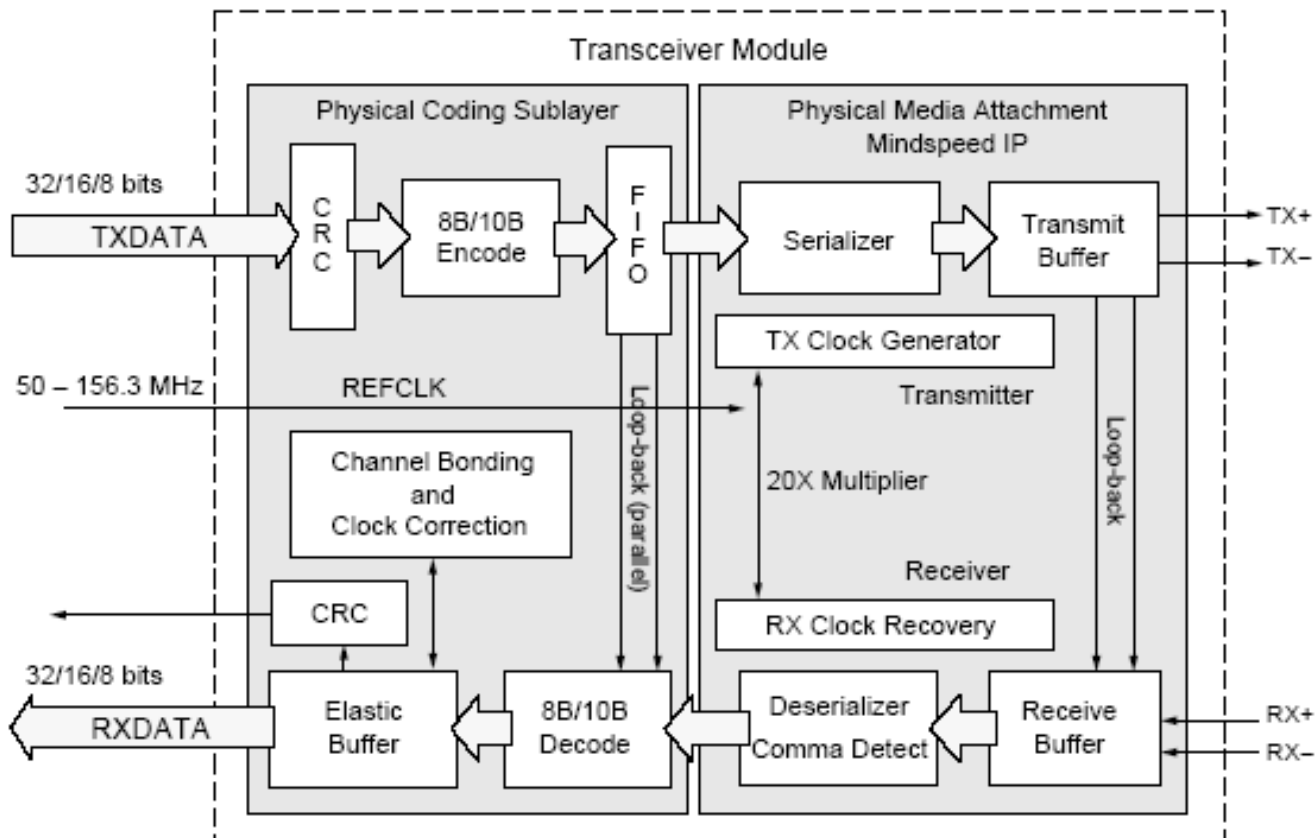 Transceiver Module
Physical Coding Sublayer
Physical Media Attachment
Mindspeed IP
32/16/8 bits
TXDATA
CRC
8B/10B
Encode
FIFO
Serializer
Transmit
Buffer
TX+
TX–
TX Clock Generator
50 – 156.3 MHz
REFCLK
Transmitter
Loop-back (parallel)
Channel Bonding
and
Clock Correction
20X Multiplier
Loop-back
Receiver
CRC
RX Clock Recovery
32/16/8 bits
RXDATA
Elastic
Buffer
8B/10B
Decode
Deserializer
Comma Detect
Receive
Buffer
RX+
RX–